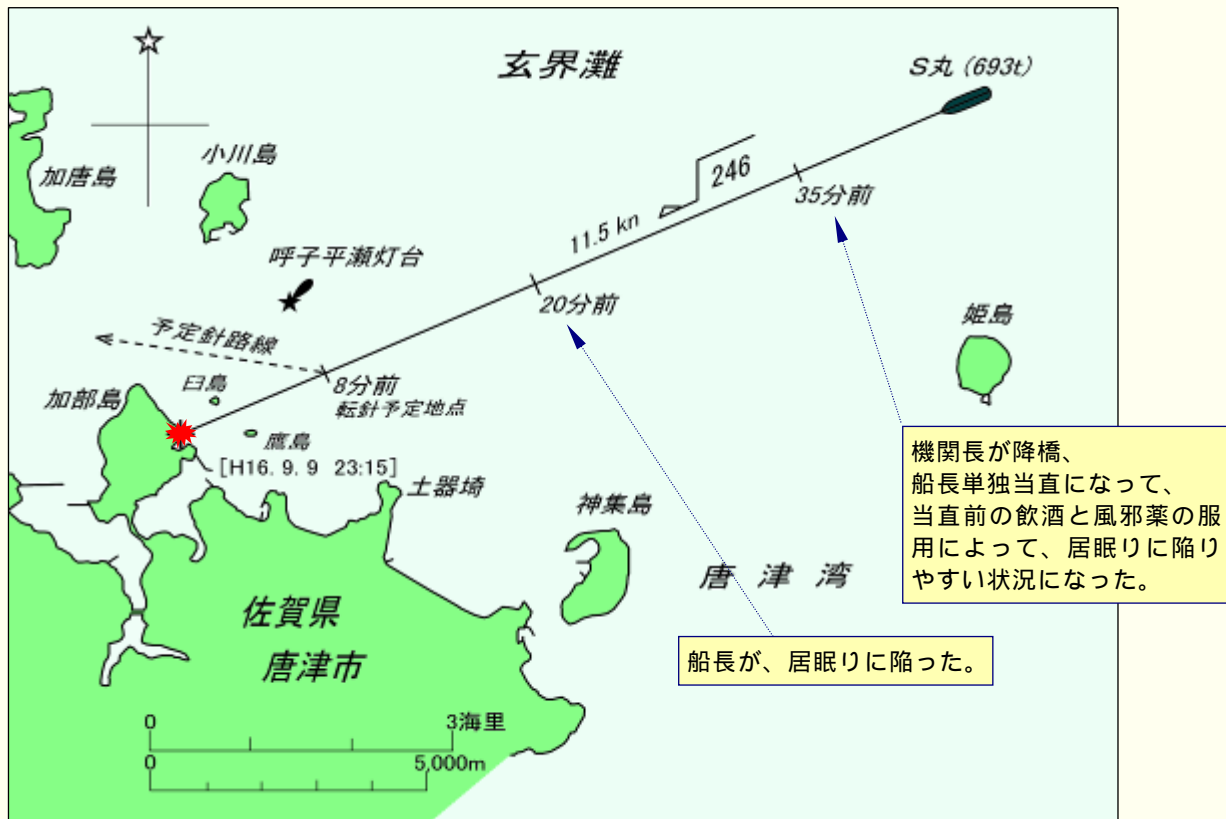 玄界灘
S丸 (693t)
小川島
加唐島
246
35分前
11.5 kn
呼子平瀬灯台
20分前
姫島
予定針路線
臼島
8分前
転針予定地点
加部島
鷹島
[H16. 9. 9 23:15]
土器埼
神集島
機関長が降橋、
船長単独当直になって、
当直前の飲酒と風邪薬の服
用によって、居眠りに陥り
やすい状況になった。
唐津湾
佐賀県
唐津市
船長が、居眠りに陥った。
0 3海里
0 5,000m